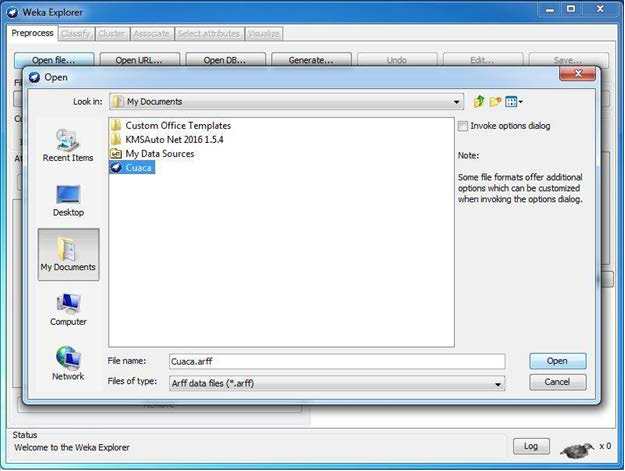 Weka Explorer
Preprocess Classify Cluster Associate Select attributes Visualize
Open file... Open URL... Open DB... Generate... Undo Edit... Save...
Open
Look in: My Documents
Custom Office Templates
KMSAuto Net 2016 1.5.4
My Data Sources
Cuaca
Recent Items
Desktop
My Documents
Computer
Network
Invoke options dialog
Note:
Some file formats offer additional
options which can be customized
when invoking the options dialog.
File name: Cuaca.arff Open
Files of type: Arff data files (*.arff) Cancel
Remove
Status
Welcome to the Weka Explorer
Log x 0